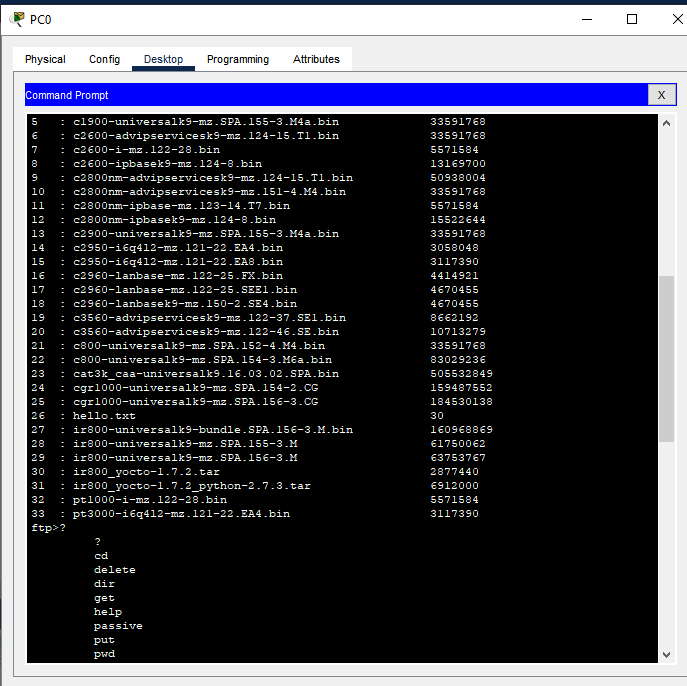 PC0
Physical Config Desktop Programming Attributes
Command Prompt X
5 : c1900-universalk9-mz.SPA.155-3.M4a.bin 33591768
6 : c2600-advipservicesk9-mz.124-15.T1.bin 33591768
7 : c2600-i-mz.122-28.bin 5571584
8 : c2600-ipbasek9-mz.124-8.bin 13169700
9 : c2800nm-advipservicesk9-mz.124-15.T1.bin 50938004
10 : c2800nm-advipservicesk9-mz.151-4.M4.bin 33591768
11 : c2800nm-ipbase-mz.123-14.T7.bin 5571584
12 : c2800nm-ipbasek9-mz.124-8.bin 15522644
13 : c2900-universalk9-mz.SPA.155-3.M4a.bin 33591768
14 : c2950-i6q4l2-mz.121-22.EA4.bin 3058048
15 : c2950-i6q4l2-mz.121-22.EA8.bin 3117390
16 : c2960-lanbase-mz.122-25.FX.bin 4414921
17 : c2960-lanbase-mz.122-25.SEE1.bin 4670455
18 : c2960-lanbasek9-mz.150-2.SE4.bin 4670455
19 : c3560-advipservicesk9-mz.122-37.SE1.bin 8662192
20 : c3560-advipservicesk9-mz.122-46.SE.bin 10713279
21 : c800-universalk9-mz.SPA.152-4.M4.bin 33591768
22 : c800-universalk9-mz.SPA.154-3.M6a.bin 83029236
23 : cat3k_caa-universalk9.16.03.02.SPA.bin 505532849
24 : cgr1000-universalk9-mz.SPA.154-2.CG 159487552
25 : cgr1000-universalk9-mz.SPA.156-3.CG 184530138
26 : hello.txt 30
27 : ir800-universalk9-bundle.SPA.156-3.M.bin 160968869
28 : ir800-universalk9-mz.SPA.155-3.M 61750062
29 : ir800-universalk9-mz.SPA.156-3.M 63753767
30 : ir800_yocto-1.7.2.tar 2877440
31 : ir800_yocto-1.7.2_python-2.7.3.tar 6912000
32 : pt1000-i-mz.122-28.bin 5571584
33 : pt3000-i6q4l2-mz.121-22.EA4.bin 3117390
ftp>?
?
cd
delete
dir
get
help
passive
put
pwd